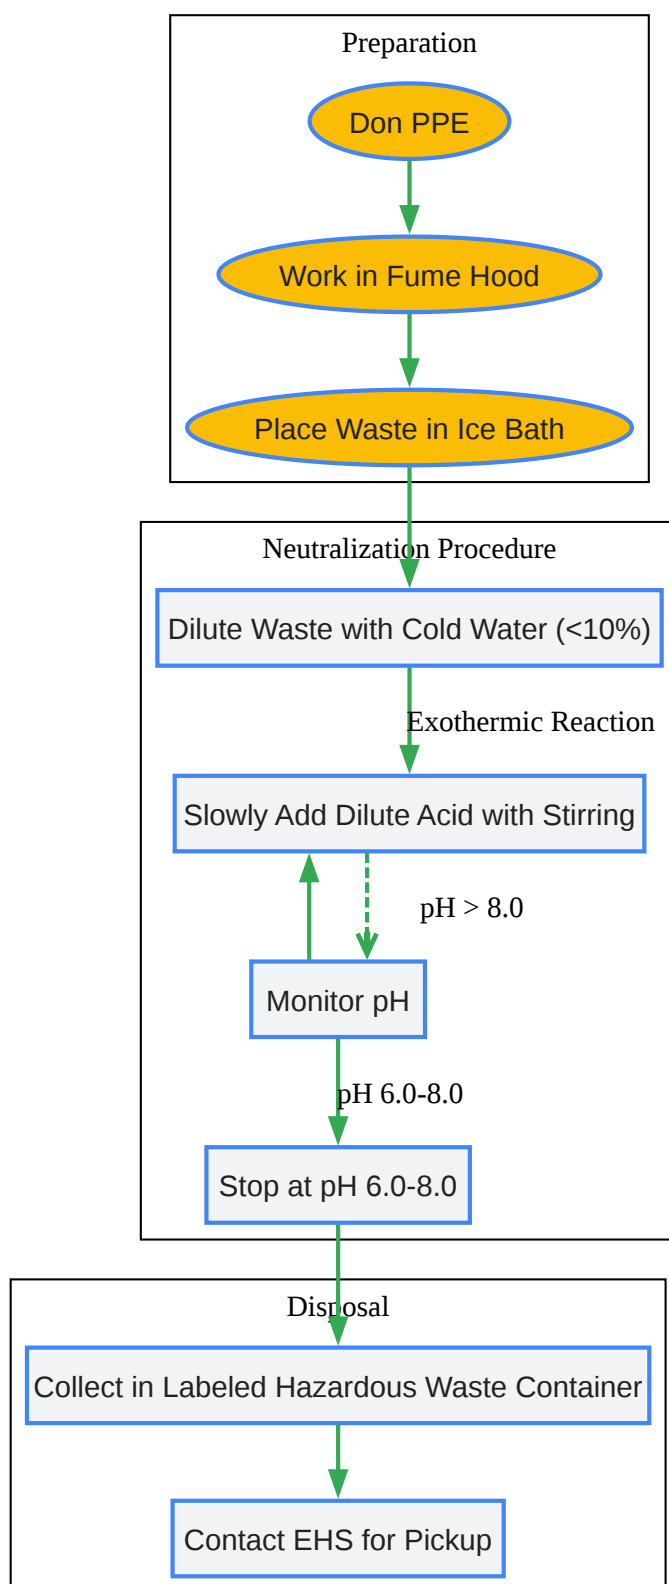 Preparation
Don PPE
Work in Fume Hood
Place Waste in Ice Bath
Neutralization Procedure
Dilute Waste with Cold Water (<10%)
Exothermic Reaction
Slowly Add Dilute Acid with Stirring
pH > 8.0
Monitor pH
pH 6.0-8.0
Stop at pH 6.0-8.0
Disposal
Collect in Labeled Hazardous Waste Container
Contact EHS for Pickup